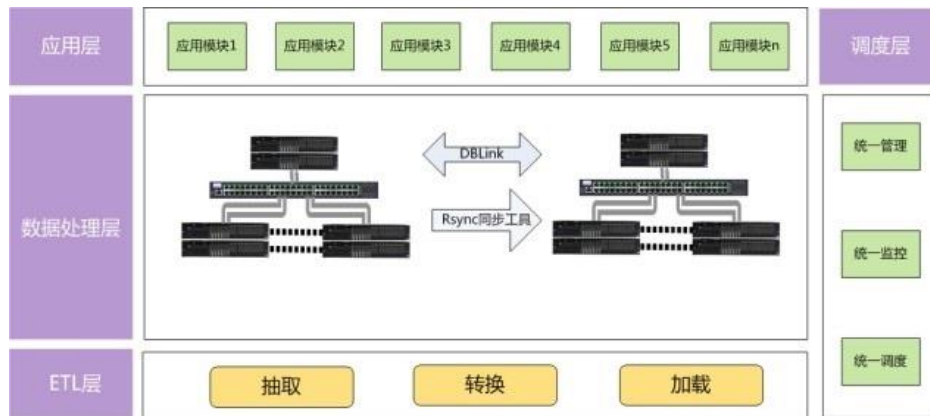 应用层
应用模块1
应用模块2
应用模块3
应用模块4
应用模块5
应用模块n
调度层
数据处理层
DBLink
Rsync同步工具
统一管理
统一监控
统一调度
ETL层
抽取
转换
加载